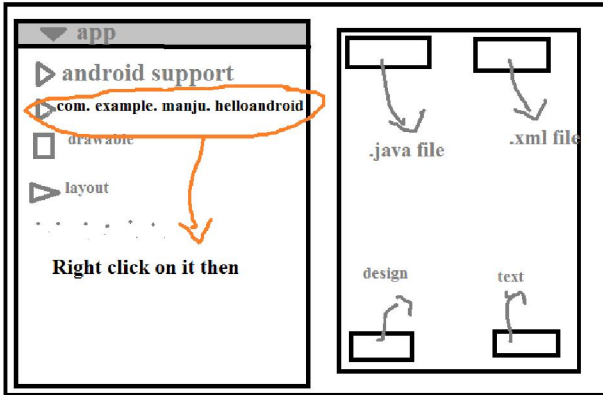 app
android support
com. example. manju. helloandroid
drawable
layout
Right click on it then
.java file
.xml file
design
text